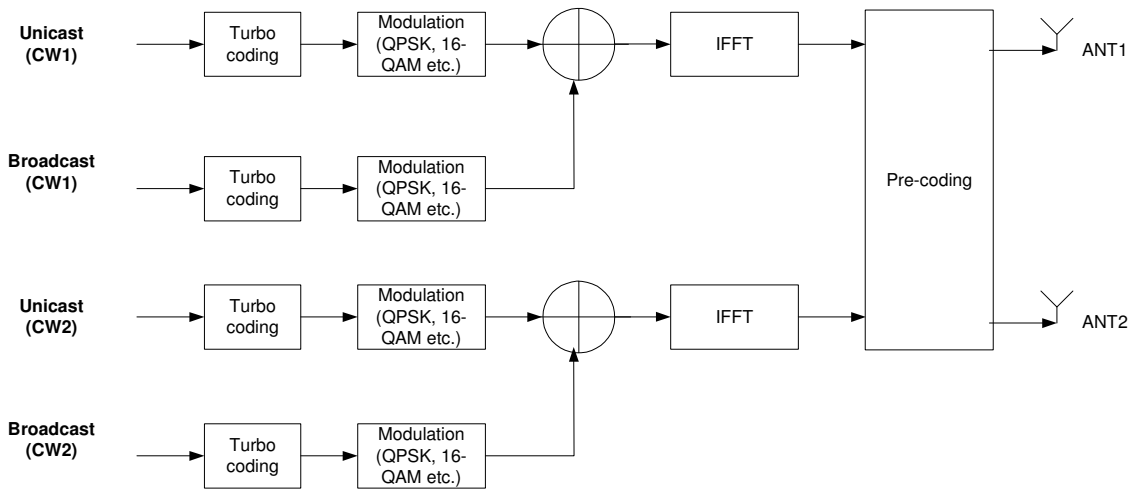 Unicast
(CW1)
Turbo
coding
Modulation
(QPSK, 16-
QAM etc.)
IFFT
ANT1
Broadcast
(CW1)
Turbo
coding
Modulation
(QPSK, 16-
QAM etc.)
Pre-coding
Unicast
(CW2)
Turbo
coding
Modulation
(QPSK, 16-
QAM etc.)
IFFT
ANT2
Broadcast
(CW2)
Turbo
coding
Modulation
(QPSK, 16-
QAM etc.)